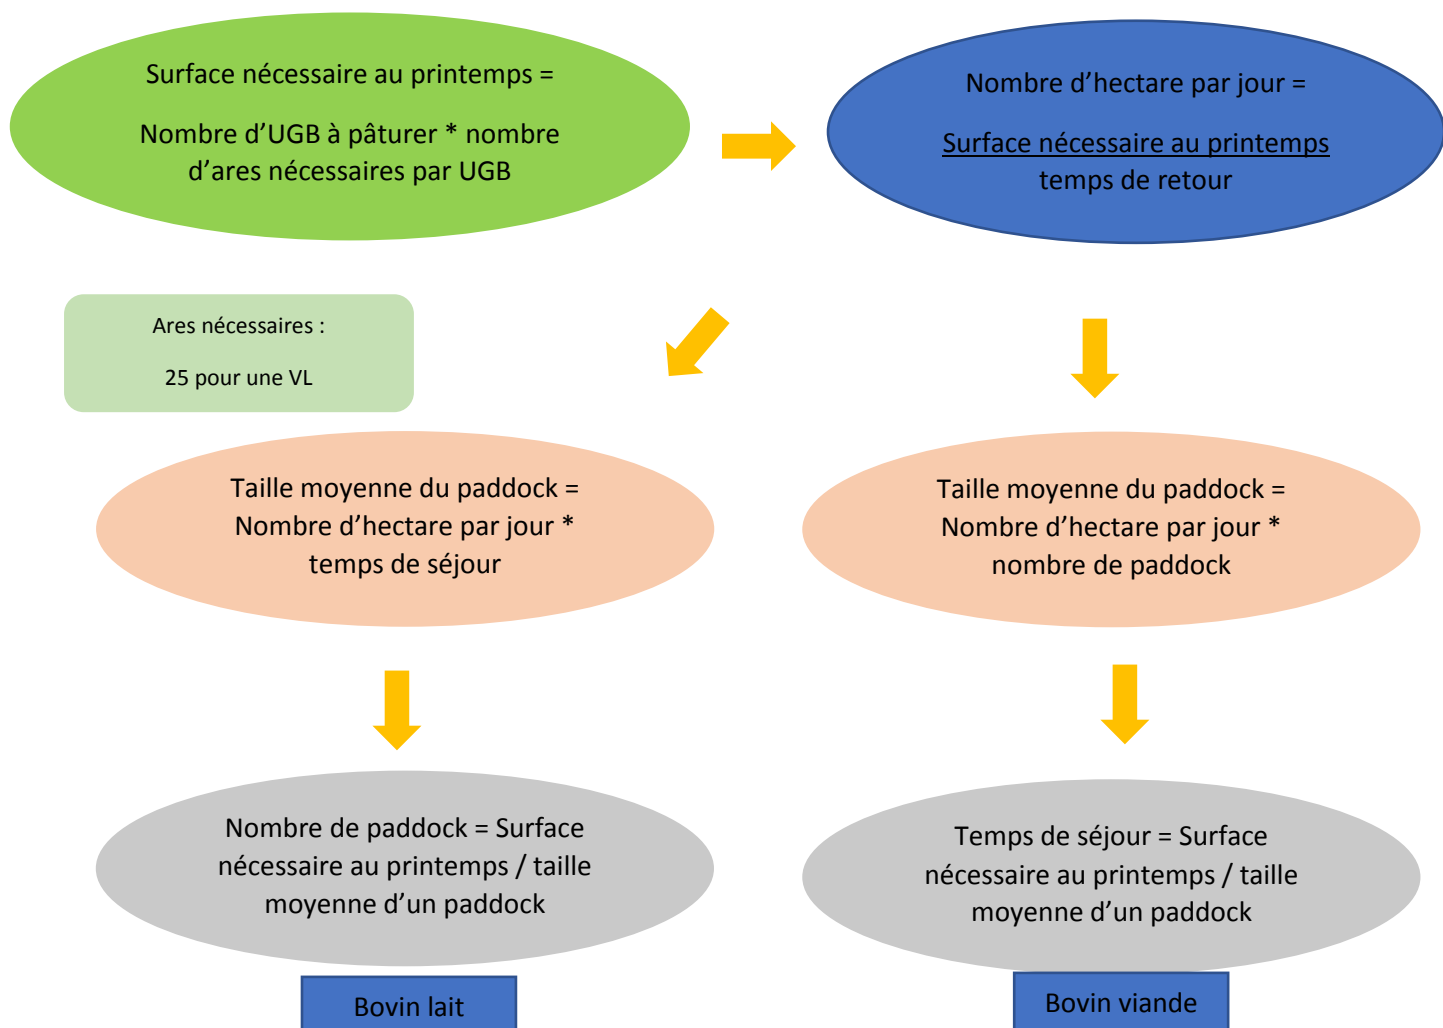 Surface nécessaire au printemps =
Nombre d’UGB à pâturer * nombre
d’ares nécessaires par UGB
Nombre d’hectare par jour =
Surface nécessaire au printemps
temps de retour
Ares nécessaires :
25 pour une VL
Taille moyenne du paddock =
Nombre d’hectare par jour *
temps de séjour
Taille moyenne du paddock =
Nombre d’hectare par jour *
nombre de paddock
Nombre de paddock = Surface
nécessaire au printemps / taille
moyenne d’un paddock
Temps de séjour = Surface
nécessaire au printemps / taille
moyenne d’un paddock
Bovin lait
Bovin viande